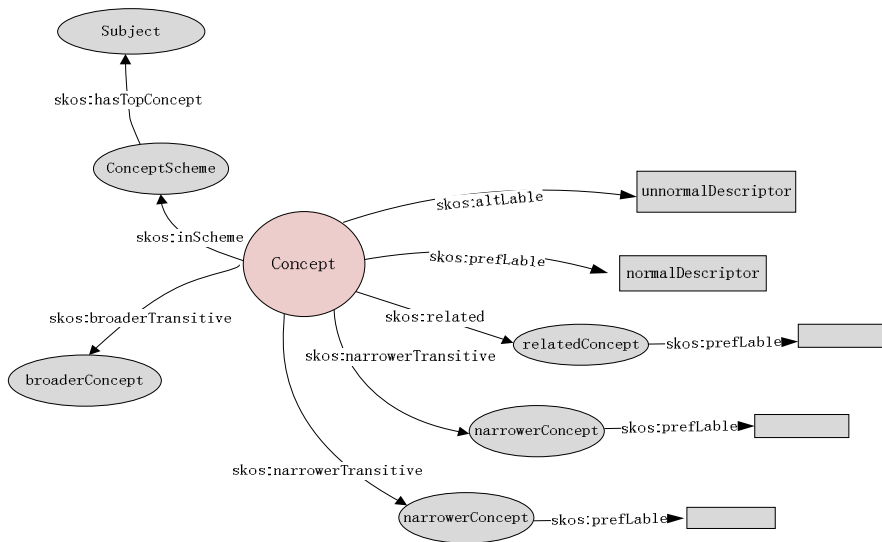 Subject
skos:hasTopConcept
ConceptScheme
unnormalDescriptor
skos:altLable
skos:inScheme
skos:prefLable
Concept
normalDescriptor
skos:broaderTransitive
skos:related
relatedConcept
skos:prefLable
skos:narrowerTransitive
broaderConcept
narrowerConcept
skos:prefLable
skos:narrowerTransitive
narrowerConcept
skos:prefLable